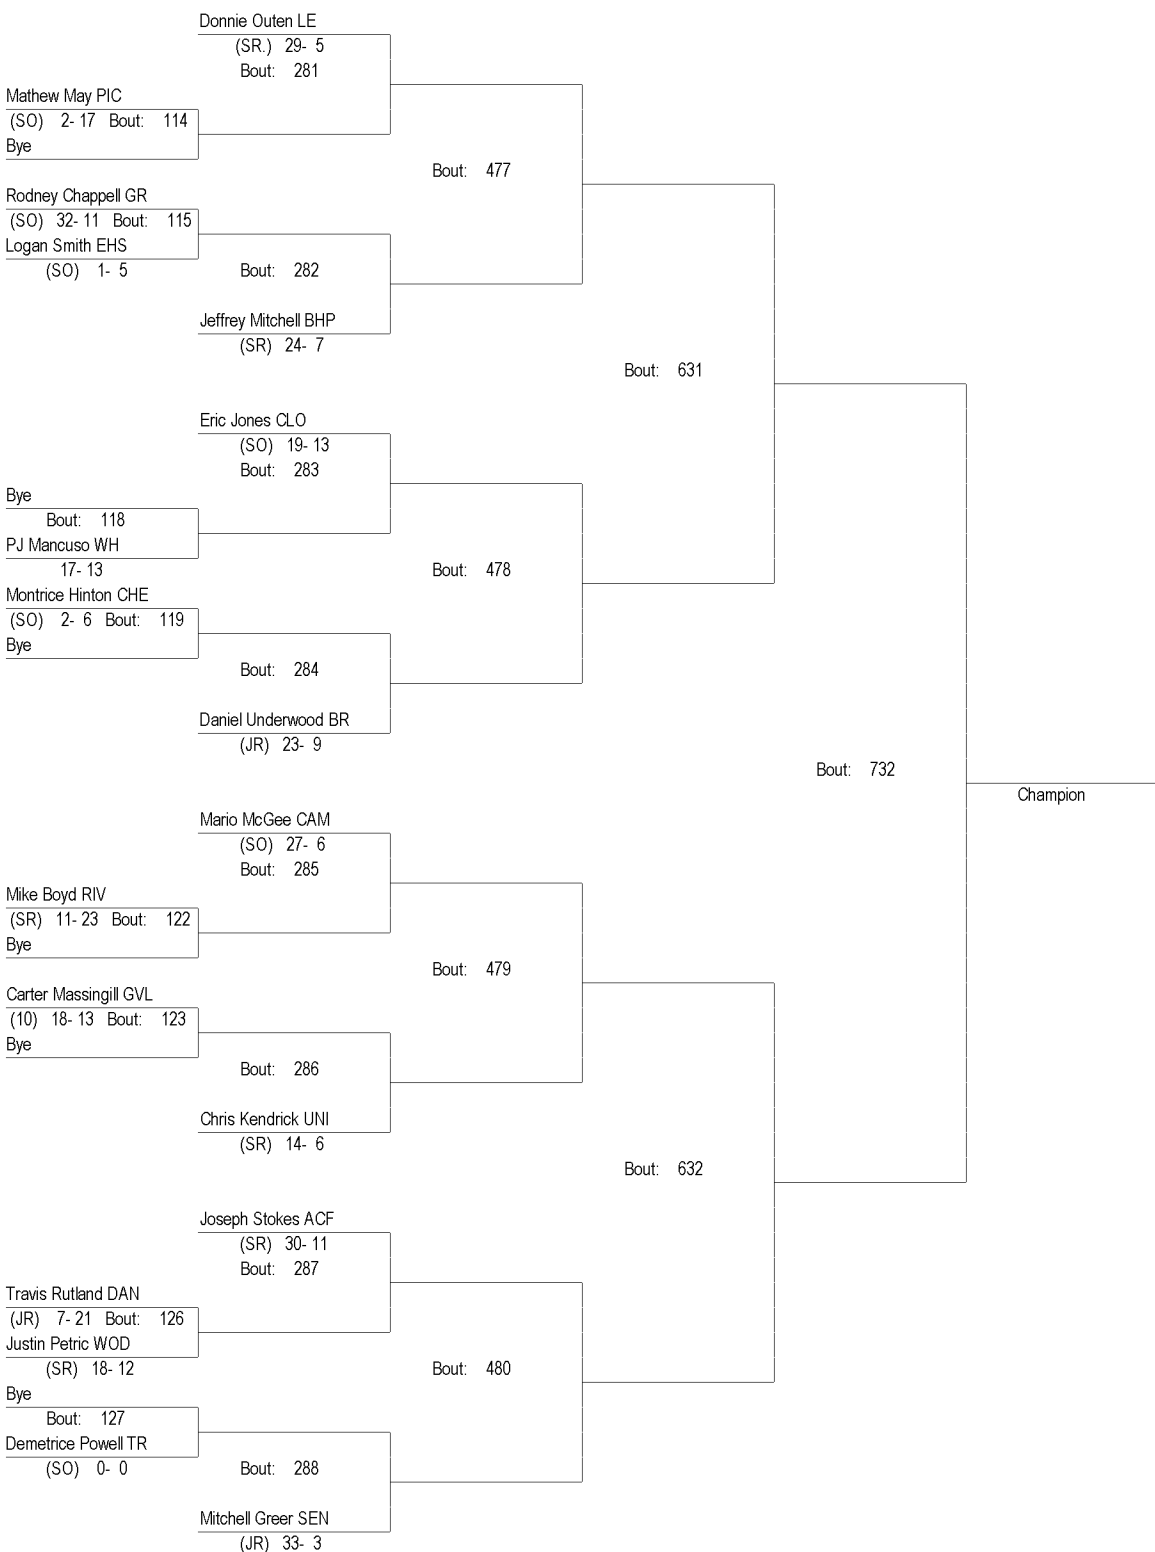 Donnie Outen LE
(SR.) 29- 5
Bout: 281
Mathew May PIC
(SO) 2- 17 Bout: 114
Bye
Bout: 477
Rodney Chappell GR
(SO) 32- 11 Bout: 115
Logan Smith EHS
(SO) 1- 5
Bout: 282
Jeffrey Mitchell BHP
(SR) 24- 7
Bout: 631
Eric Jones CLO
(SO) 19- 13
Bout: 283
Bye
Bout: 118
PJ Mancuso WH
17- 13
Bout: 478
Montrice Hinton CHE
(SO) 2- 6 Bout: 119
Bye
Bout: 284
Daniel Underwood BR
(JR) 23- 9
Bout: 732
Champion
Mario McGee CAM
(SO) 27- 6
Bout: 285
Mike Boyd RIV
(SR) 11- 23 Bout: 122
Bye
Bout: 479
Carter Massingill GVL
(10) 18- 13 Bout: 123
Bye
Bout: 286
Chris Kendrick UNI
(SR) 14- 6
Bout: 632
Joseph Stokes ACF
(SR) 30- 11
Bout: 287
Travis Rutland DAN
(JR) 7- 21 Bout: 126
Justin Petric WOD
(SR) 18- 12
Bout: 480
Bye
Bout: 127
Demetrice Powell TR
(SO) 0- 0
Bout: 288
Mitchell Greer SEN
(JR) 33- 3